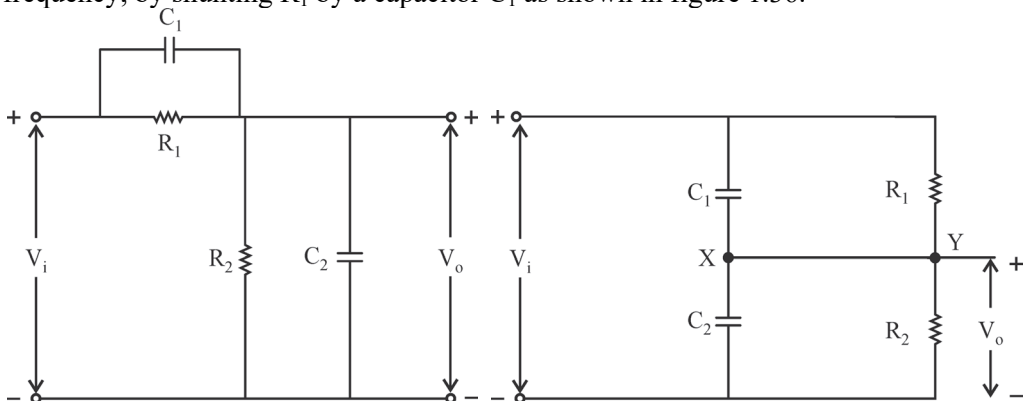 frequency, by shunting R₁ by a capacitor C₁ as shown in figure 1.36.
C₁
+ + +
R₁
C₁ R₁
Vᵢ R₂ C₂ Vₒ Vᵢ X Y +
C₂ R₂ Vₒ
− − − −